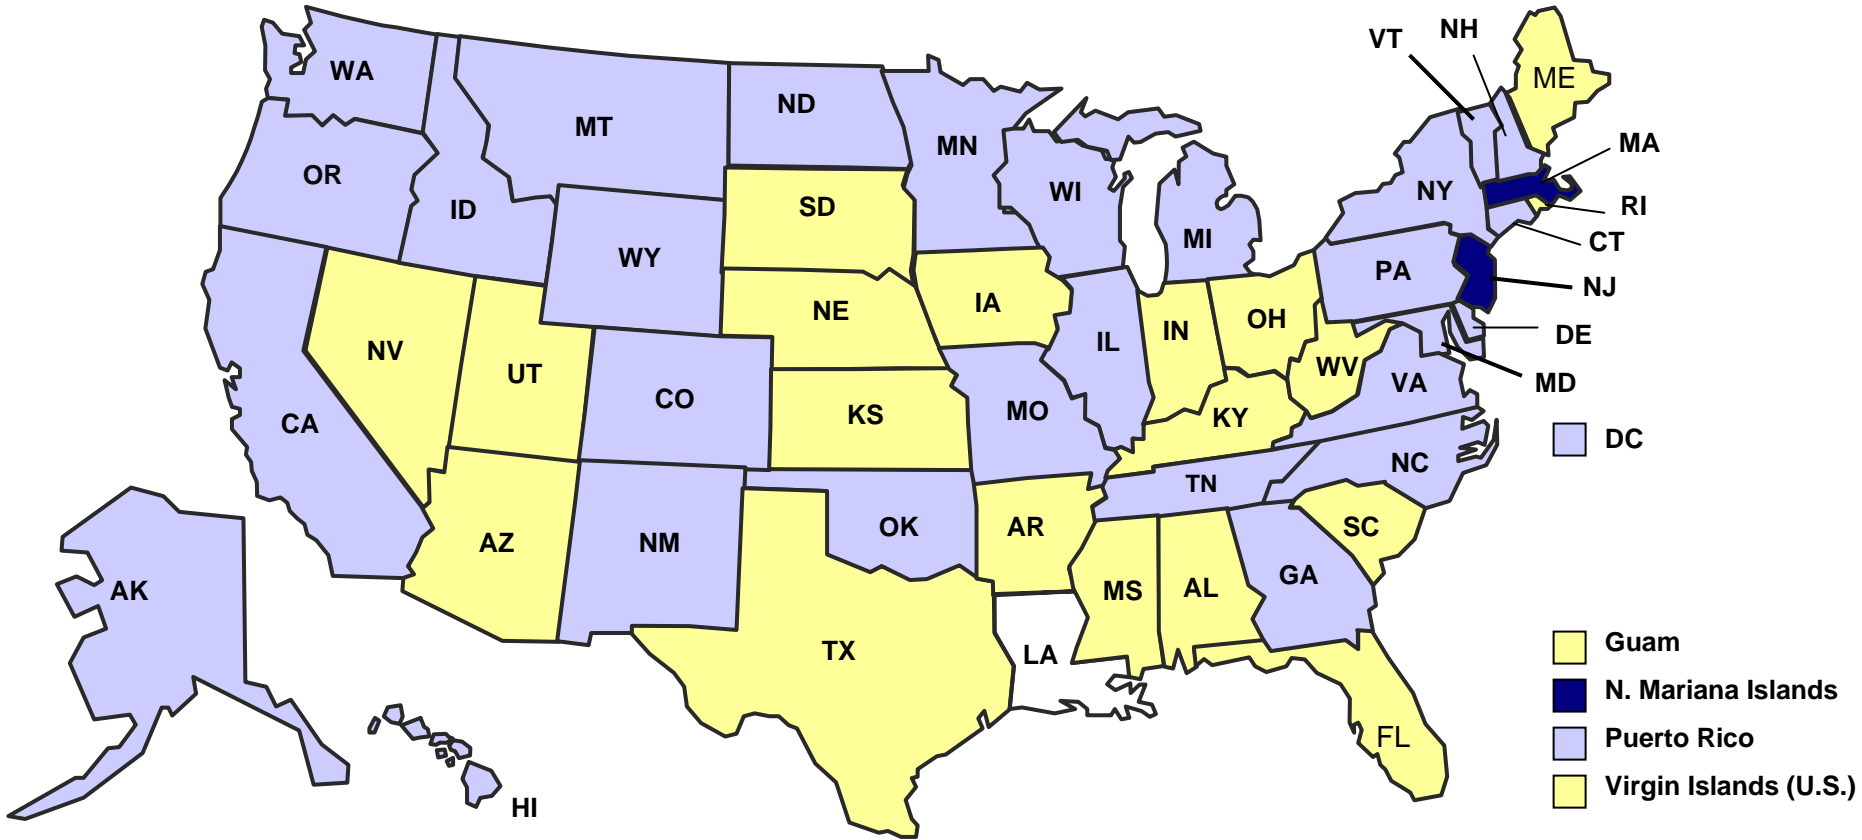 NH
VT
WA
ME
ND
MT
MN
MA
OR
WI
NY
ID
SD
RI
MI
CT
WY
PA
NJ
IA
NE
OH
IN
DE
IL
NV
WV
UT
MD
VA
CO
MO
KS
KY
CA
DC
NC
TN
OK
AR
SC
AZ
NM
GA
AL
MS
AK
Guam
TX
LA
N. Mariana Islands
FL
Puerto Rico
Virgin Islands (U.S.)
HI